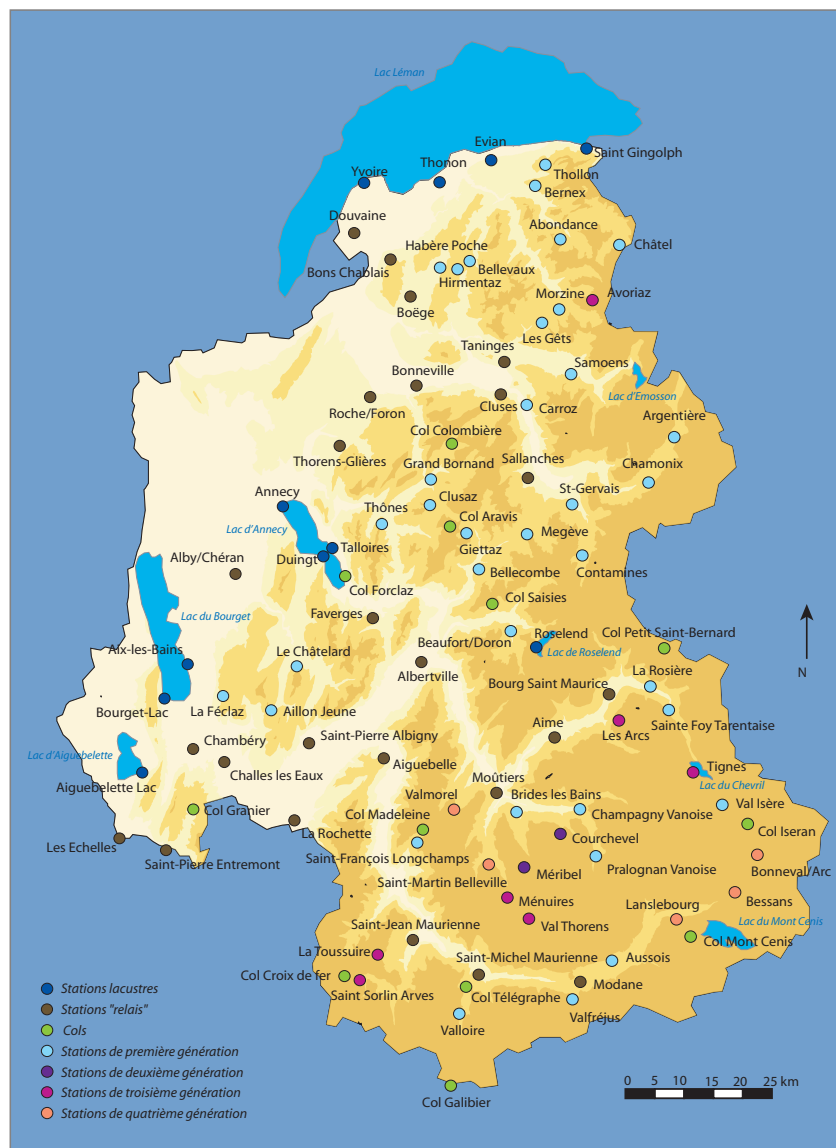 Lac Léman
Evian
Saint Gingolph
Thonon
Thollon
Yvoire
Bernex
Douvaine
Abondance
Habère Poche
Châtel
Bons Chablais
Bellevaux
Hirmentaz
Morzine
Avoriaz
Boëge
Les Gêts
Taninges
Samoens
Bonneville
Lac d'Emosson
Roche/Foron
Cluses
Carroz
Argentière
Col Colombière
Thorens-Glières
Sallanches
Grand Bornand
Chamonix
Annecy
Clusaz
St-Gervais
Thônes
Lac d'Annecy
Col Aravis
Megève
Talloires
Giettaz
Alby/Chéran
Duingt
Bellecombe
Contamines
Col Forclaz
Col Saisies
Lac du Bourget
Faverges
Beaufort/Doron
Roselend
Col Petit Saint-Bernard
Aix-les-Bains
Le Châtelard
Lac de Roselend
N
Albertville
La Rosière
Bourg Saint Maurice
Bourget-Lac
La Féclaz
Aillon Jeune
Sainte Foy Tarentaise
Aime
Les Arcs
Saint-Pierre Albigny
Chambéry
Lac d'Aiguebelette
Aiguebelle
Tignes
Challes les Eaux
Moûtiers
Lac du Chevril
Aiguebelette Lac
Valmorel
Brides les Bains
Val Isère
Col Granier
Col Madeleine
Champagny Vanoise
La Rochette
Col Iseran
Les Echelles
Courchevel
Saint-Pierre Entremont
Saint-François Longchamps
Méribel
Pralognan Vanoise
Bonneval/Arc
Saint-Martin Belleville
Ménuires
Lanslebourg
Bessans
Saint-Jean Maurienne
Val Thorens
Lac du Mont Cenis
Col Mont Cenis
La Toussuire
Saint-Michel Maurienne
Aussois
Col Croix de fer
Modane
Saint Sorlin Arves
Col Télégraphe
Valfréjus
Valloire
Col Galibier
Stations lacustres
Stations "relais"
Cols
Stations de première génération
Stations de deuxième génération
Stations de troisième génération
Stations de quatrième génération
0 5 10 15 20 25 km